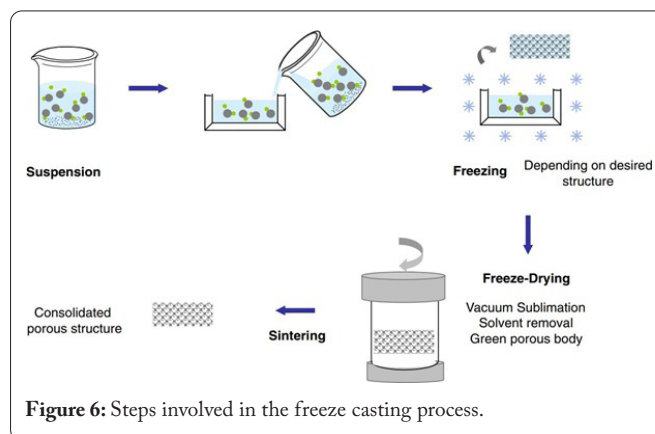 Suspension
Freezing
Depending on desired
structure
Freeze-Drying
Vacuum Sublimation
Solvent removal
Green porous body
Sintering
Consolidated
porous structure
Figure 6: Steps involved in the freeze casting process.